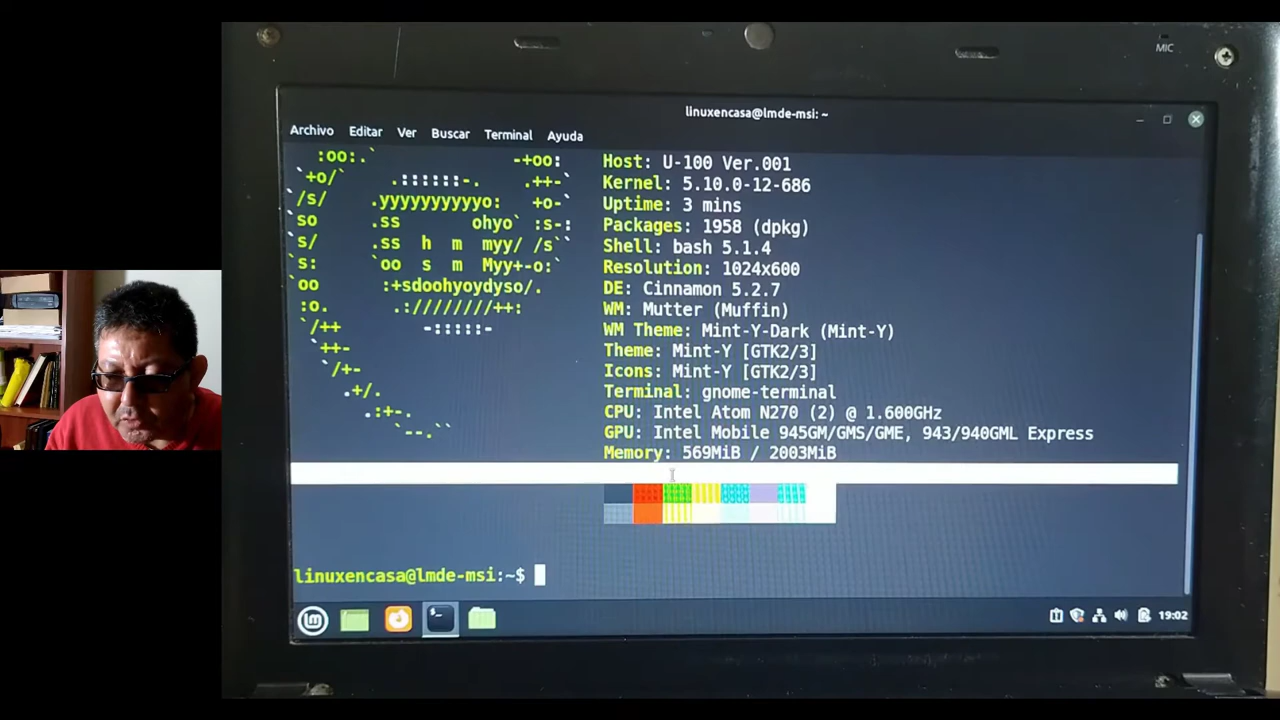 MIC
linuxencasa@lmde-msi: ~
Archivo Editar Ver Buscar Terminal Ayuda
Host: U-100 Ver.001
Kernel: 5.10.0-12-686
Uptime: 3 mins
Packages: 1958 (dpkg)
Shell: bash 5.1.4
Resolution: 1024x600
DE: Cinnamon 5.2.7
WM: Mutter (Muffin)
WM Theme: Mint-Y-Dark (Mint-Y)
Theme: Mint-Y [GTK2/3]
Icons: Mint-Y [GTK2/3]
Terminal: gnome-terminal
CPU: Intel Atom N270 (2) @ 1.600GHz
GPU: Intel Mobile 945GM/GMS/GME, 943/940GML Express
Memory: 569MiB / 2003MiB
linuxencasa@lmde-msi:~$
19:02